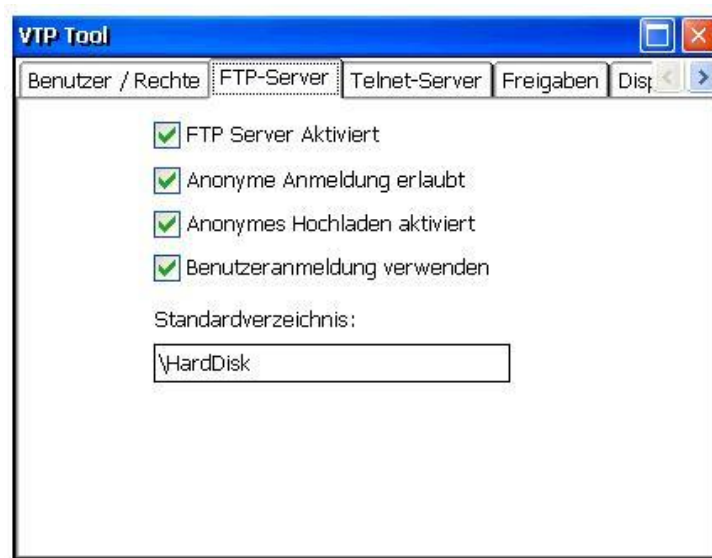 VTP Tool
Benutzer / Rechte FTP-Server Telnet-Server Freigaben
FTP Server Aktiviert
Anonyme Anmeldung erlaubt
Anonymes Hochladen aktiviert
Benutzeranmeldung verwenden
Standardverzeichnis:
\HardDisk